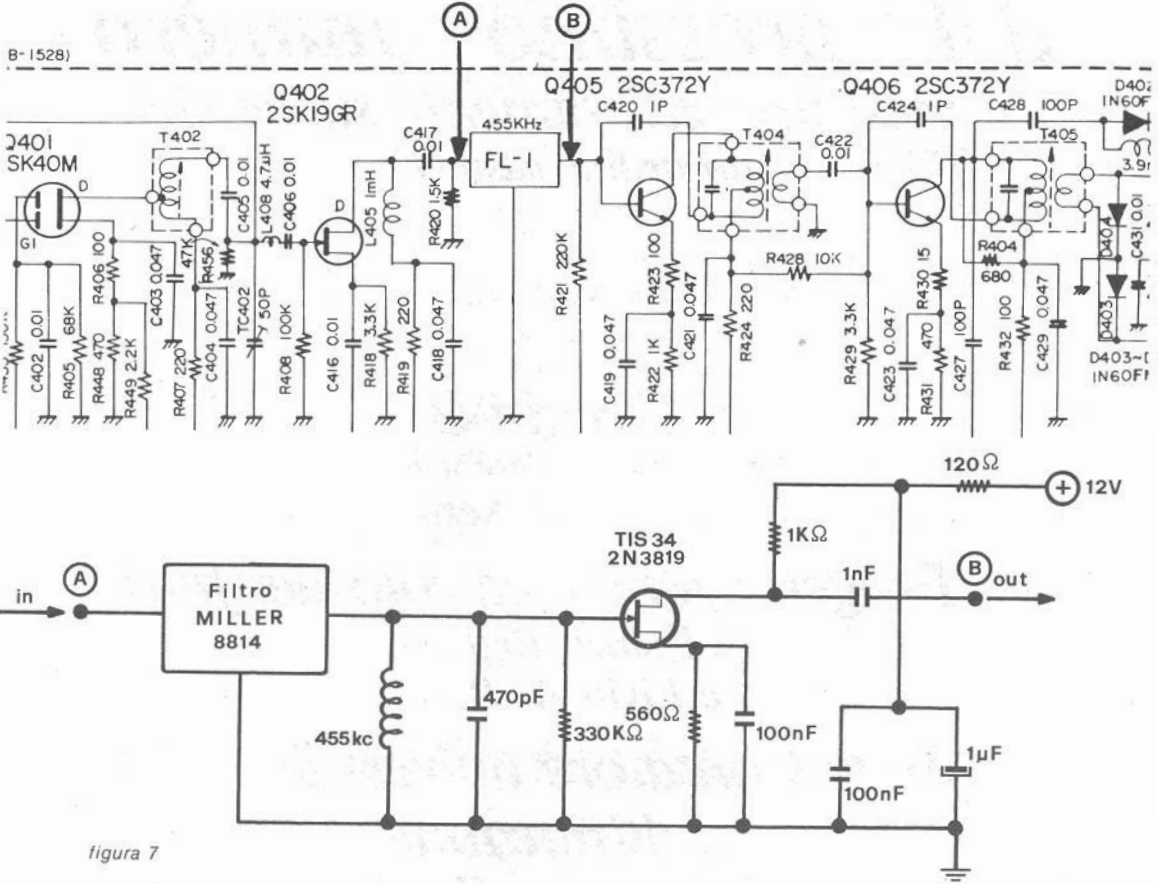 A
B
B-1528)
Q402
2SK19GR
Q405 2SC372Y
Q406 2SC372Y
Q401
SK40M
D
G1
T402
C405 0.01
L408 4.7μH
C406 0.01
D
L405 1mH
C417
0.01
R420 1.5K
455KHz
FL-1
C420 1P
T404
C422
0.01
C424 1P
C428 100P
T405
D402
1N60F
3.9
R406 100
C403 0.047
47K
R456
C402 0.01
R405 68K
R448 470
R449 2.2K
R407 220
C404 0.047
TC402
50P
R408 100K
C416 0.01
R418 3.3K
R419 220
C418 0.047
R421 220K
R423 100
C419 0.047
R422 1K
C421 0.047
R424 220
R428 10K
R429 3.3K
R430 15
C423 0.047
R431 470
C427 100P
R404
680
R432 100
C429 0.047
D404
D403
C431 0.01
D403~D
1N60FM
in
A
Filtro
MILLER
8814
455kc
470pF
330KΩ
TIS 34
2N3819
560Ω
100nF
1KΩ
1nF
120Ω
+ 12V
B out
100nF
1μF
figura 7